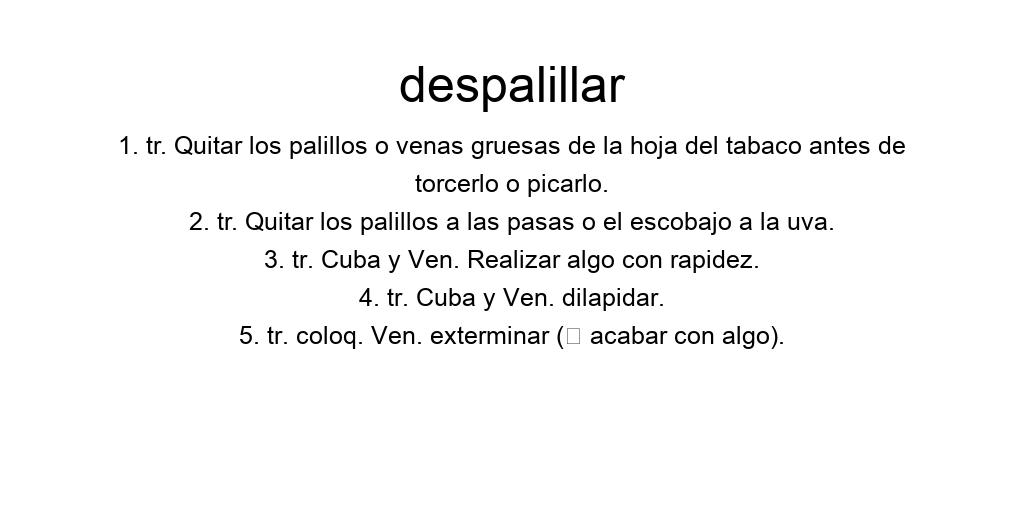 despalillar
1. tr. Quitar los palillos o venas gruesas de la hoja del tabaco antes de
torcerlo o picarlo.
2. tr. Quitar los palillos a las pasas o el escobajo a la uva.
3. tr. Cuba y Ven. Realizar algo con rapidez.
4. tr. Cuba y Ven. dilapidar.
5. tr. coloq. Ven. exterminar (▯ acabar con algo).